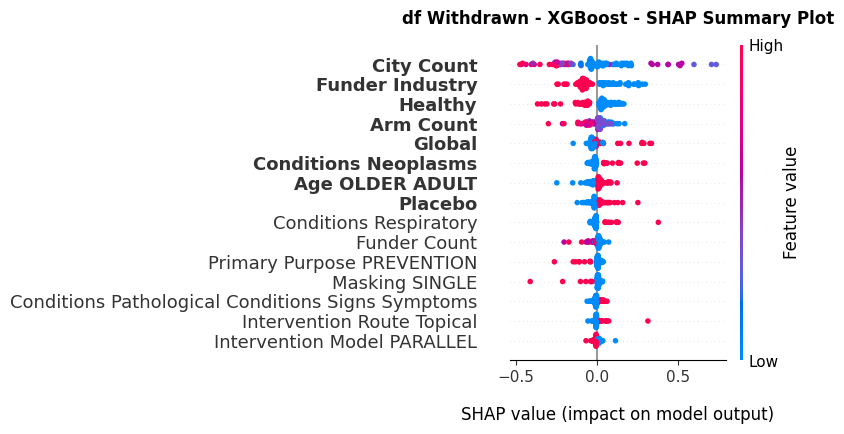 df Withdrawn - XGBoost - SHAP Summary Plot
High
City Count
Funder Industry
Healthy
Arm Count
Global
Conditions Neoplasms
Age OLDER ADULT
Placebo
Conditions Respiratory
Funder Count
Primary Purpose PREVENTION
Masking SINGLE
Conditions Pathological Conditions Signs Symptoms
Intervention Route Topical
Intervention Model PARALLEL
Feature value
Low
−0.5 0.0 0.5
SHAP value (impact on model output)